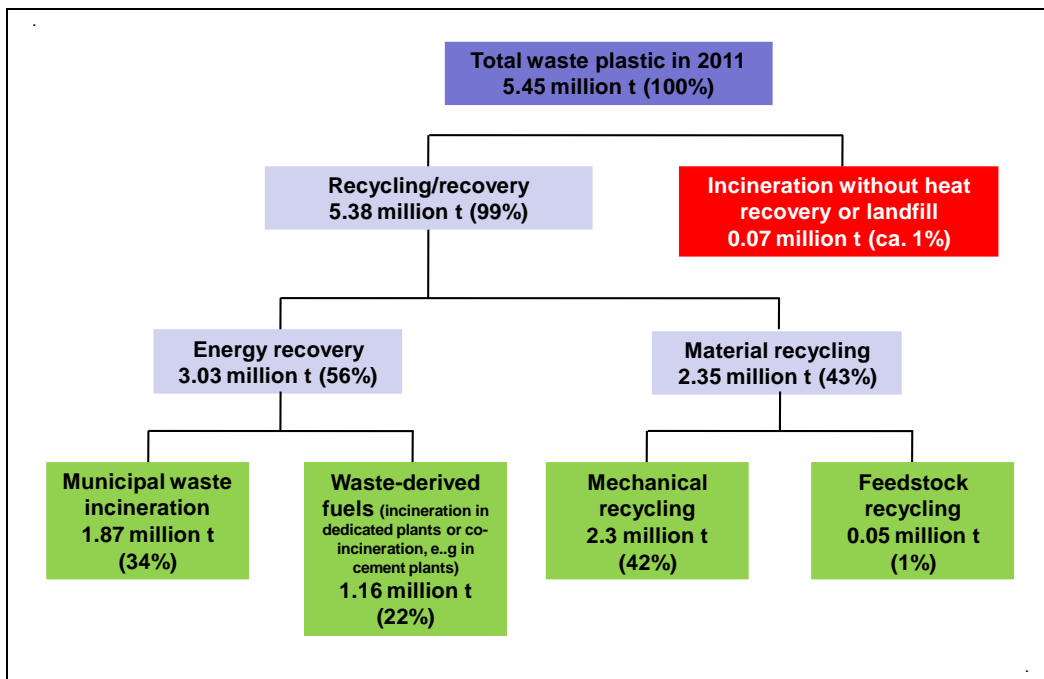 Total waste plastic in 2011
5.45 million t (100%)
Recycling/recovery
5.38 million t (99%)
Incineration without heat
recovery or landfill
0.07 million t (ca. 1%)
Energy recovery
3.03 million t (56%)
Material recycling
2.35 million t (43%)
Municipal waste
incineration
1.87 million t
(34%)
Waste-derived
fuels (incineration in
dedicated plants or co-
incineration, e..g in
cement plants)
1.16 million t
(22%)
Mechanical
recycling
2.3 million t
(42%)
Feedstock
recycling
0.05 million t
(1%)